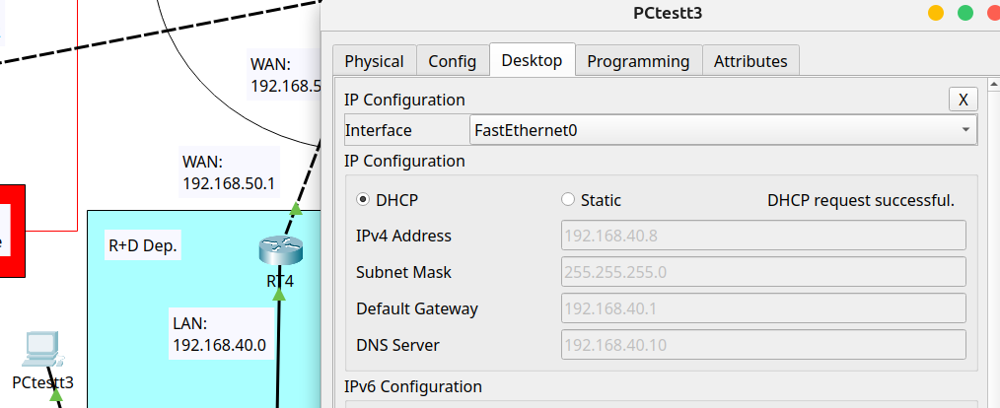 PCtestt3
Physical
Config
Desktop
Programming
Attributes
IP Configuration
X
Interface
FastEthernet0
IP Configuration
DHCP
Static
DHCP request successful.
IPv4 Address
192.168.40.8
Subnet Mask
255.255.255.0
Default Gateway
192.168.40.1
DNS Server
192.168.40.10
IPv6 Configuration
WAN:
192.168.5
WAN:
192.168.50.1
R+D Dep.
RT4
LAN:
192.168.40.0
PCtestt3